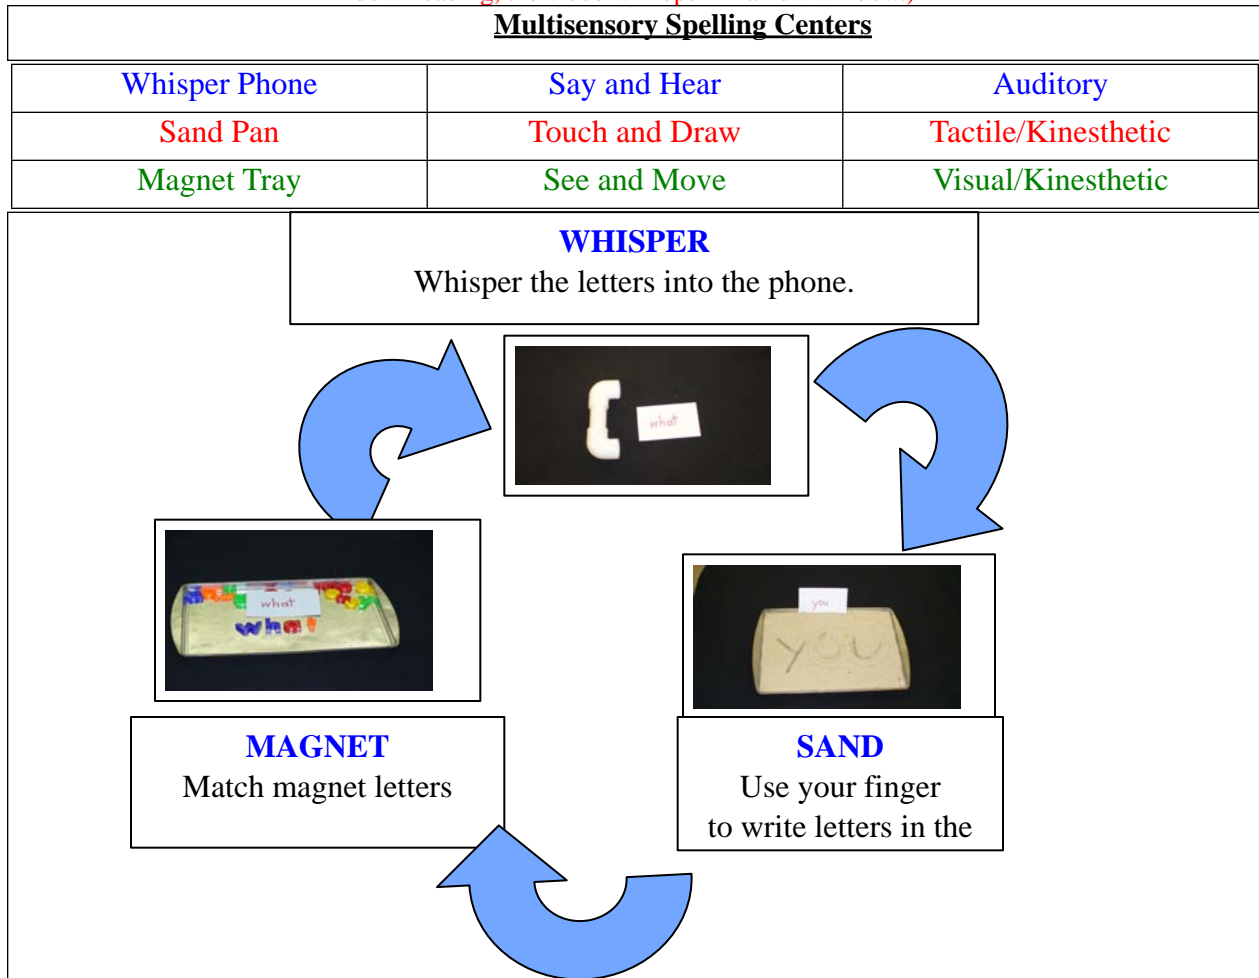 Multisensory Spelling Centers
Whisper Phone Say and Hear Auditory
Sand Pan Touch and Draw Tactile/Kinesthetic
Magnet Tray See and Move Visual/Kinesthetic
WHISPER
Whisper the letters into the phone.
what
what
what
you
YOU
MAGNET
Match magnet letters
SAND
Use your finger
to write letters in the